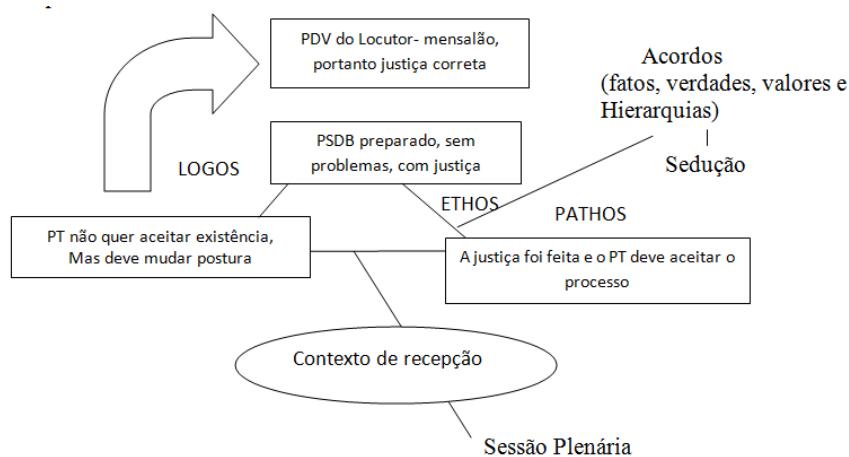 PDV do Locutor- mensalão,
portanto justiça correta
Acordos
(fatos, verdades, valores e
Hierarquias)
PSDB preparado, sem
problemas, com justiça
Sedução
LOGOS
ETHOS
PATHOS
PT não quer aceitar existência,
Mas deve mudar postura
A justiça foi feita e o PT deve aceitar o
processo
Contexto de recepção
Sessão Plenária